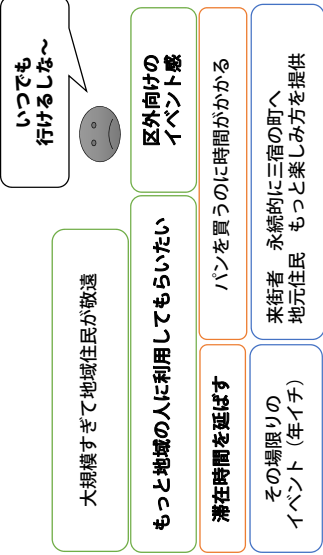 いつでも
行けるしな～
大規模すぎて地域住民が敬遠
もっと地域の人に利用してもらいたい
区外向けの
イベント感
滞在時間を延ばす
パンを買うのに時間がかかる
その場限りの
イベント（年イチ）
来街者　永続的に三宿の町へ
地元住民　もっと楽しみ方を提供